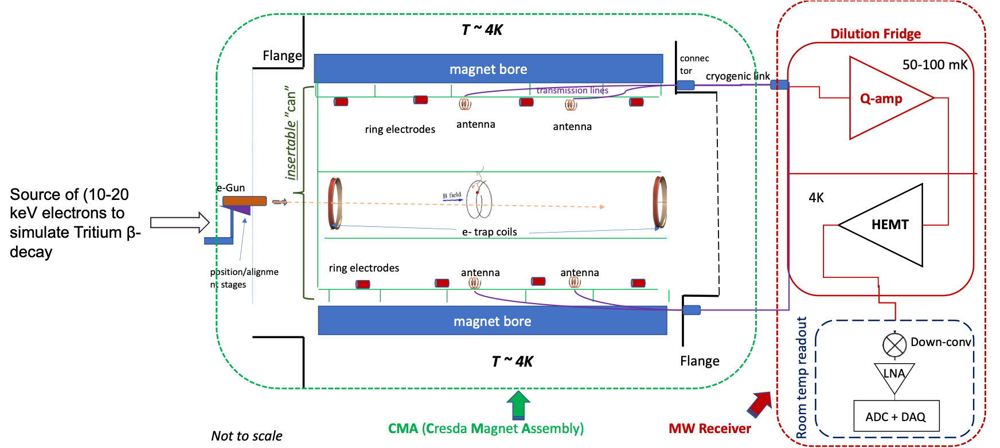 T ~ 4K
Dilution Fridge
Flange
connec
tor
50-100 mK
magnet bore
cryogenic link
transmission lines
insertable "can"
Q-amp
ring electrodes
antenna
antenna
e-Gun
B field
e-
4K
Source of (10-20
keV electrons to
simulate Tritium β-
decay
HEMT
e- trap coils
position/alignme
nt stages
ring electrodes
antenna
antenna
magnet bore
Room temp readout
Down-conv
T ~ 4K
Flange
LNA
ADC + DAQ
CMA (Cresda Magnet Assembly)
MW Receiver
Not to scale